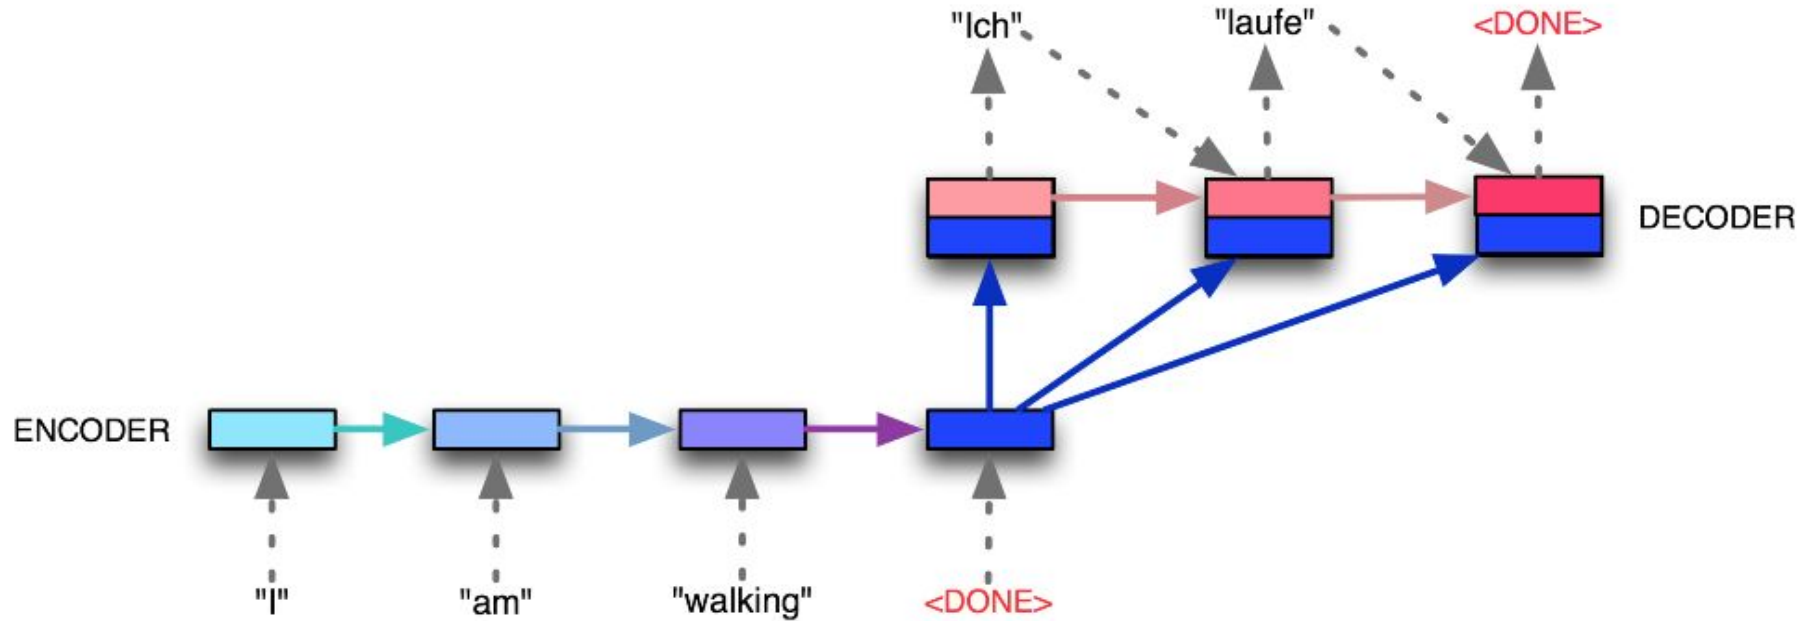 "Ich" "laufe" <DONE>
DECODER
ENCODER
"I" "am" "walking" <DONE>